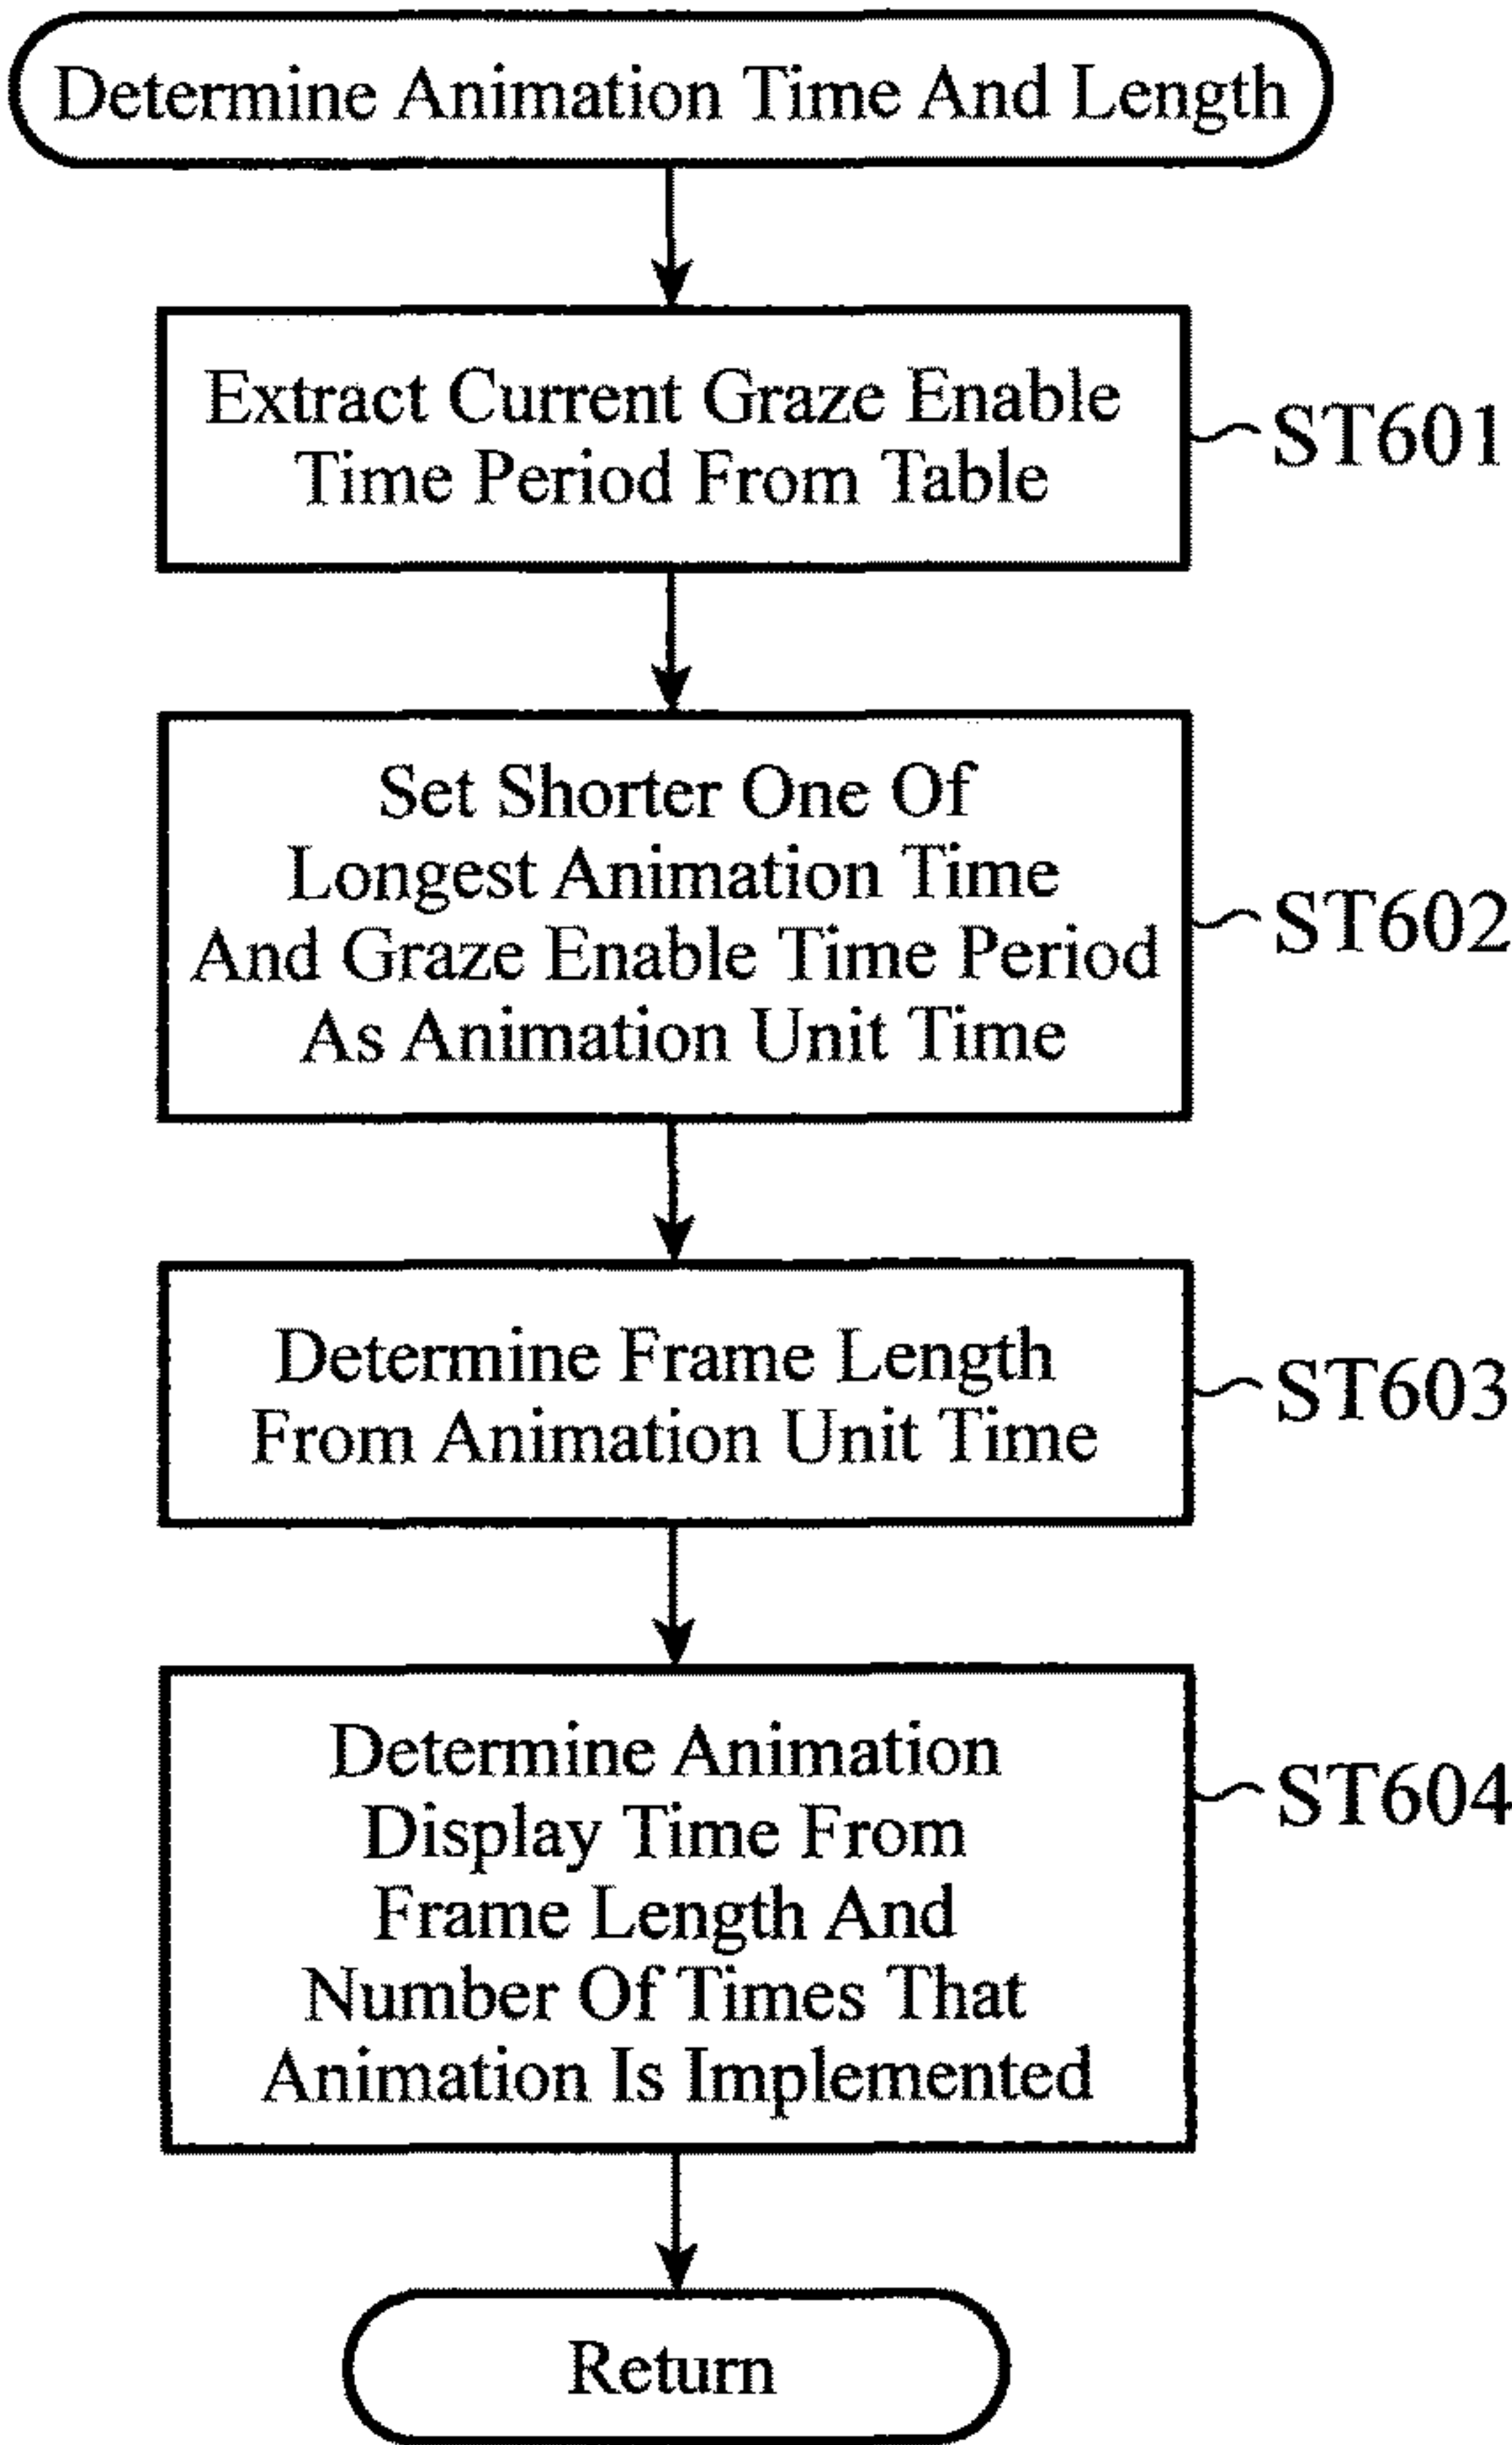 Determine Animation Time And Length
Extract Current Graze Enable
Time Period From Table
ST601
Set Shorter One Of
Longest Animation Time
And Graze Enable Time Period
As Animation Unit Time
ST602
Determine Frame Length
From Animation Unit Time
ST603
Determine Animation
Display Time From
Frame Length And
Number Of Times That
Animation Is Implemented
ST604
Return